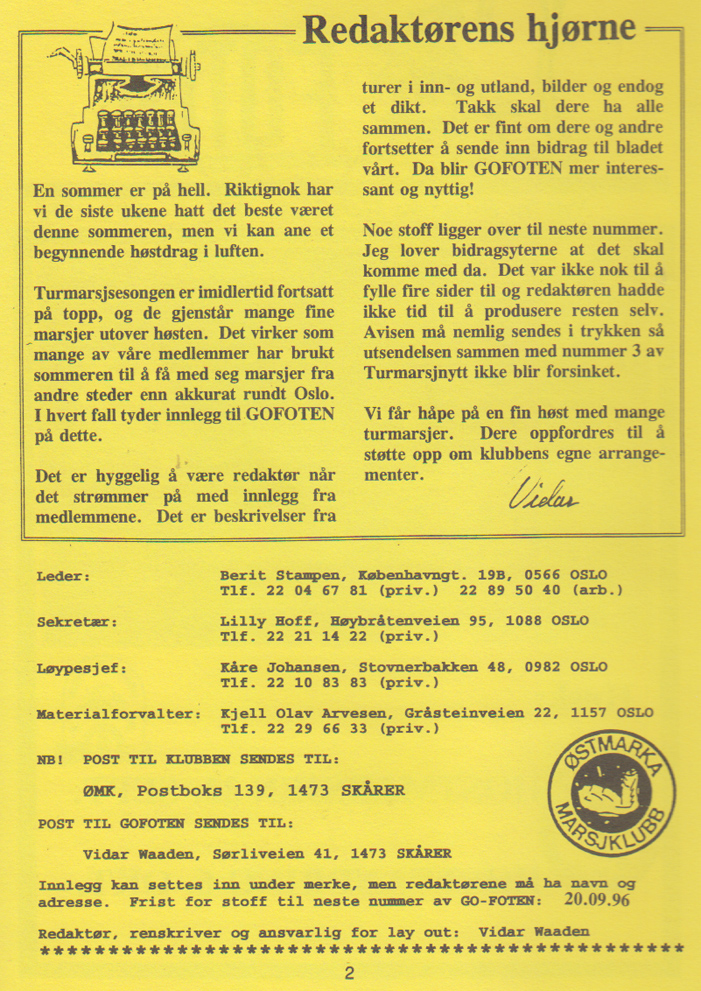 Redaktørens hjørne
En sommer er på hell. Riktignok har
vi de siste ukene hatt det beste været
denne sommeren, men vi kan ane et
begynnende høstdrag i luften.
Turmarsjsesongen er imidlertid fortsatt
på topp, og de gjenstår mange fine
marsjer utover høsten. Det virker som
mange av våre medlemmer har brukt
sommeren til å få med seg marsjer fra
andre steder enn akkurat rundt Oslo.
I hvert fall tyder innlegg til GOFOTEN
på dette.
Det er hyggelig å være redaktør når
det strømmer på med innlegg fra
medlemmene. Det er beskrivelser fra
turer i inn- og utland, bilder og endog
et dikt. Takk skal dere ha alle
sammen. Det er fint om dere og andre
fortsetter å sende inn bidrag til bladet
vårt. Da blir GOFOTEN mer interes-
sant og nyttig!
Noe stoff ligger over til neste nummer.
Jeg lover bidragsyterne at det skal
komme med da. Det var ikke nok til å
fylle fire sider til og redaktøren hadde
ikke tid til å produsere resten selv.
Avisen må nemlig sendes i trykken så
utsendelsen sammen med nummer 3 av
Turmarsjnytt ikke blir forsinket.
Vi får håpe på en fin høst med mange
turmarsjer. Dere oppfordres til å
støtte opp om klubbens egne arrange-
menter.
Vidar
Leder: Berit Stampen, Københavngt. 19B, 0566 OSLO
Tlf. 22 04 67 81 (priv.) 22 89 50 40 (arb.)
Sekretær: Lilly Hoff, Høybråtenveien 95, 1088 OSLO
Tlf. 22 21 14 22 (priv.)
Løypesjef: Kåre Johansen, Stovnerbakken 48, 0982 OSLO
Tlf. 22 10 83 83 (priv.)
Materialforvalter: Kjell Olav Arvesen, Gråsteinveien 22, 1157 OSLO
Tlf. 22 29 66 33 (priv.)
NB! POST TIL KLUBBEN SENDES TIL:
ØMK, Postboks 139, 1473 SKÅRER
ØSTMARKA
MARSJKLUBB
POST TIL GOFOTEN SENDES TIL:
Vidar Waaden, Sørliveien 41, 1473 SKÅRER
Innlegg kan settes inn under merke, men redaktørene må ha navn og
adresse. Frist for stoff til neste nummer av GO-FOTEN: 20.09.96
Redaktør, renskriver og ansvarlig for lay out: Vidar Waaden
************************************************
2